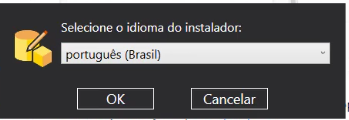 Selecione o idioma do instalador:
português (Brasil)
OK Cancelar